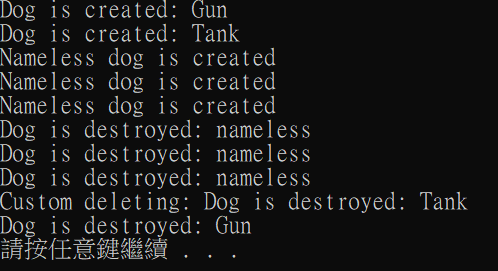 Dog is created: Gun
Dog is created: Tank
Nameless dog is created
Nameless dog is created
Nameless dog is created
Dog is destroyed: nameless
Dog is destroyed: nameless
Dog is destroyed: nameless
Custom deleting: Dog is destroyed: Tank
Dog is destroyed: Gun
請按任意鍵繼續 . . .